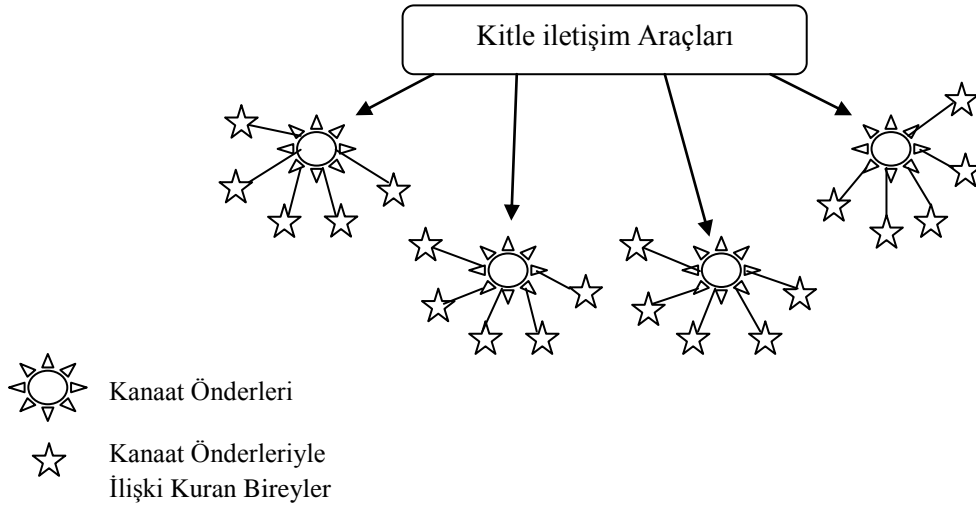 Kitle iletişim Araçları
Kanaat Önderleri
Kanaat Önderleriyle
İlişki Kuran Bireyler